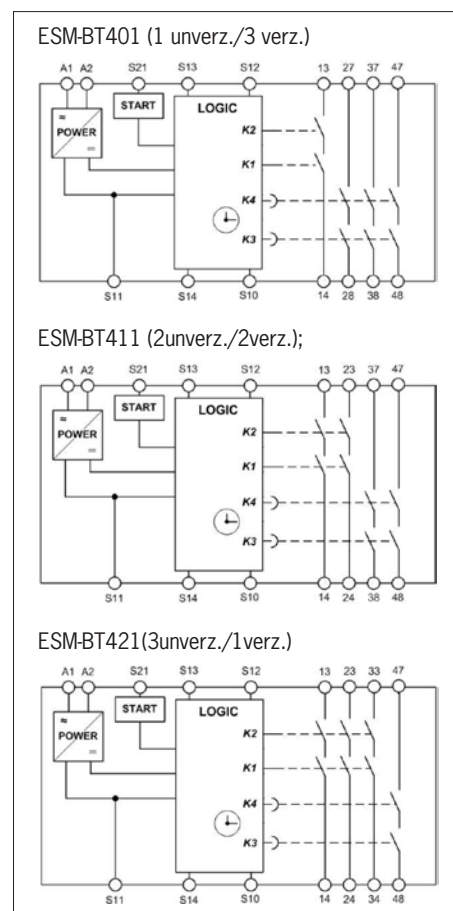 ESM-BT401 (1 unverz./3 verz.)
A1 A2 S21 S13 S12 13 27 37 47
START LOGIC
≈ POWER =
K2
K1
K4
K3
S11 S14 S10 14 28 38 48
ESM-BT411 (2unverz./2verz.);
A1 A2 S21 S13 S12 13 23 37 47
START LOGIC
≈ POWER =
K2
K1
K4
K3
S11 S14 S10 14 24 38 48
ESM-BT421(3unverz./1verz.)
A1 A2 S21 S13 S12 13 23 33 47
START LOGIC
≈ POWER =
K2
K1
K4
K3
S11 S14 S10 14 24 34 48